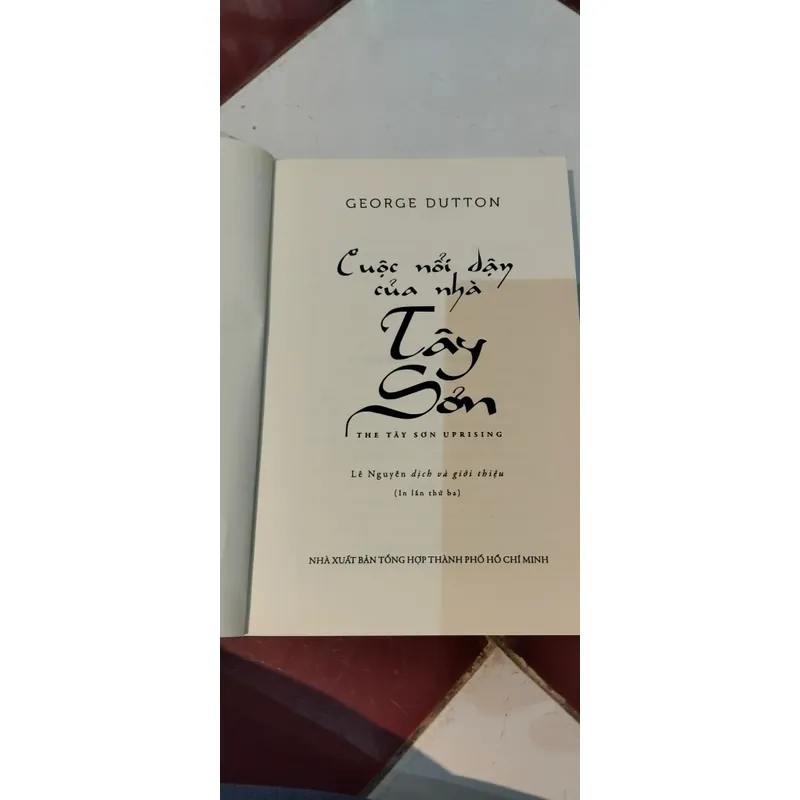 GEORGE DUTTON
Cuộc nổi dậy
của nhà
Tây
Sơn
THE TÂY SƠN UPRISING
Lê Nguyễn dịch và giới thiệu
(In lần thứ ba)
NHÀ XUẤT BẢN TỔNG HỢP THÀNH PHỐ HỒ CHÍ MINH